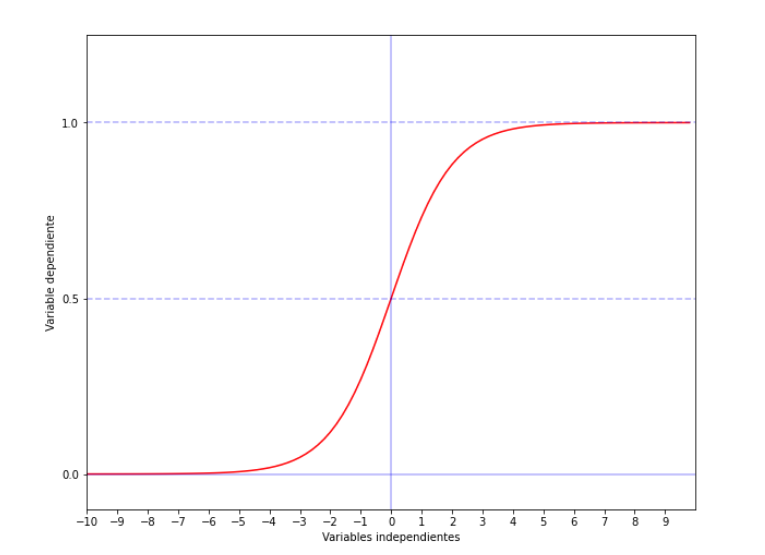 1.0
0.5
0.0
Variable dependiente
−10 −9 −8 −7 −6 −5 −4 −3 −2 −1 0 1 2 3 4 5 6 7 8 9
Variables independientes